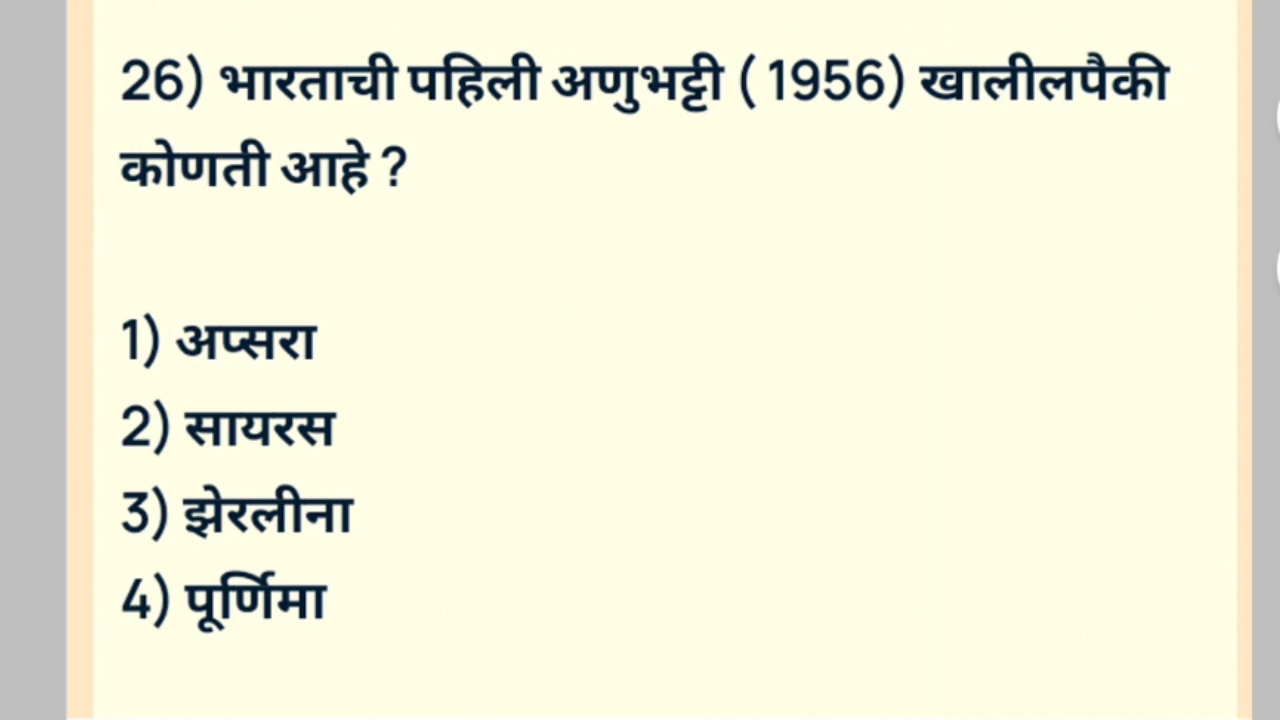 26) भारताची पहिली अणुभट्टी ( 1956) खालीलपैकी
कोणती आहे ?
1) अप्सरा
2) सायरस
3) झेरलीना
4) पूर्णिमा